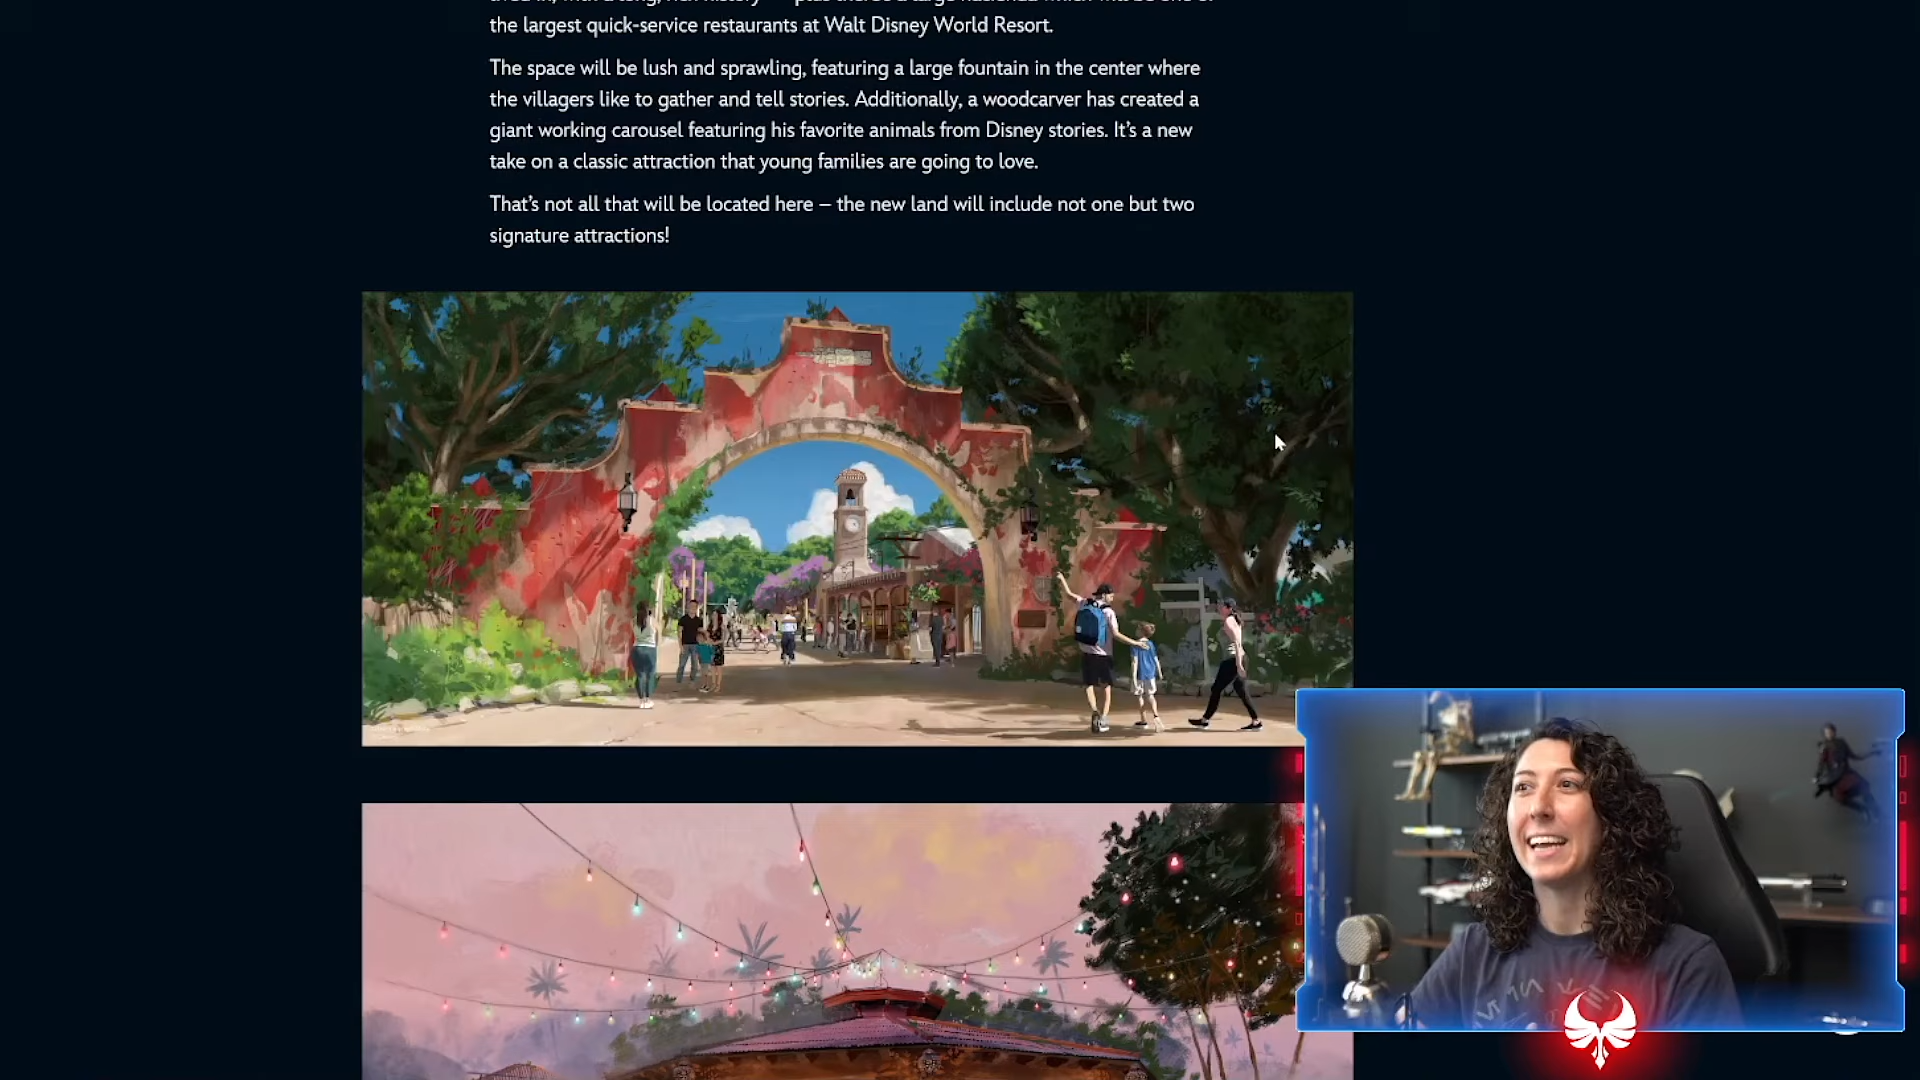 the largest quick-service restaurants at Walt Disney World Resort.
The space will be lush and sprawling, featuring a large fountain in the center where
the villagers like to gather and tell stories. Additionally, a woodcarver has created a
giant working carousel featuring his favorite animals from Disney stories. It’s a new
take on a classic attraction that young families are going to love.
That’s not all that will be located here – the new land will include not one but two
signature attractions!